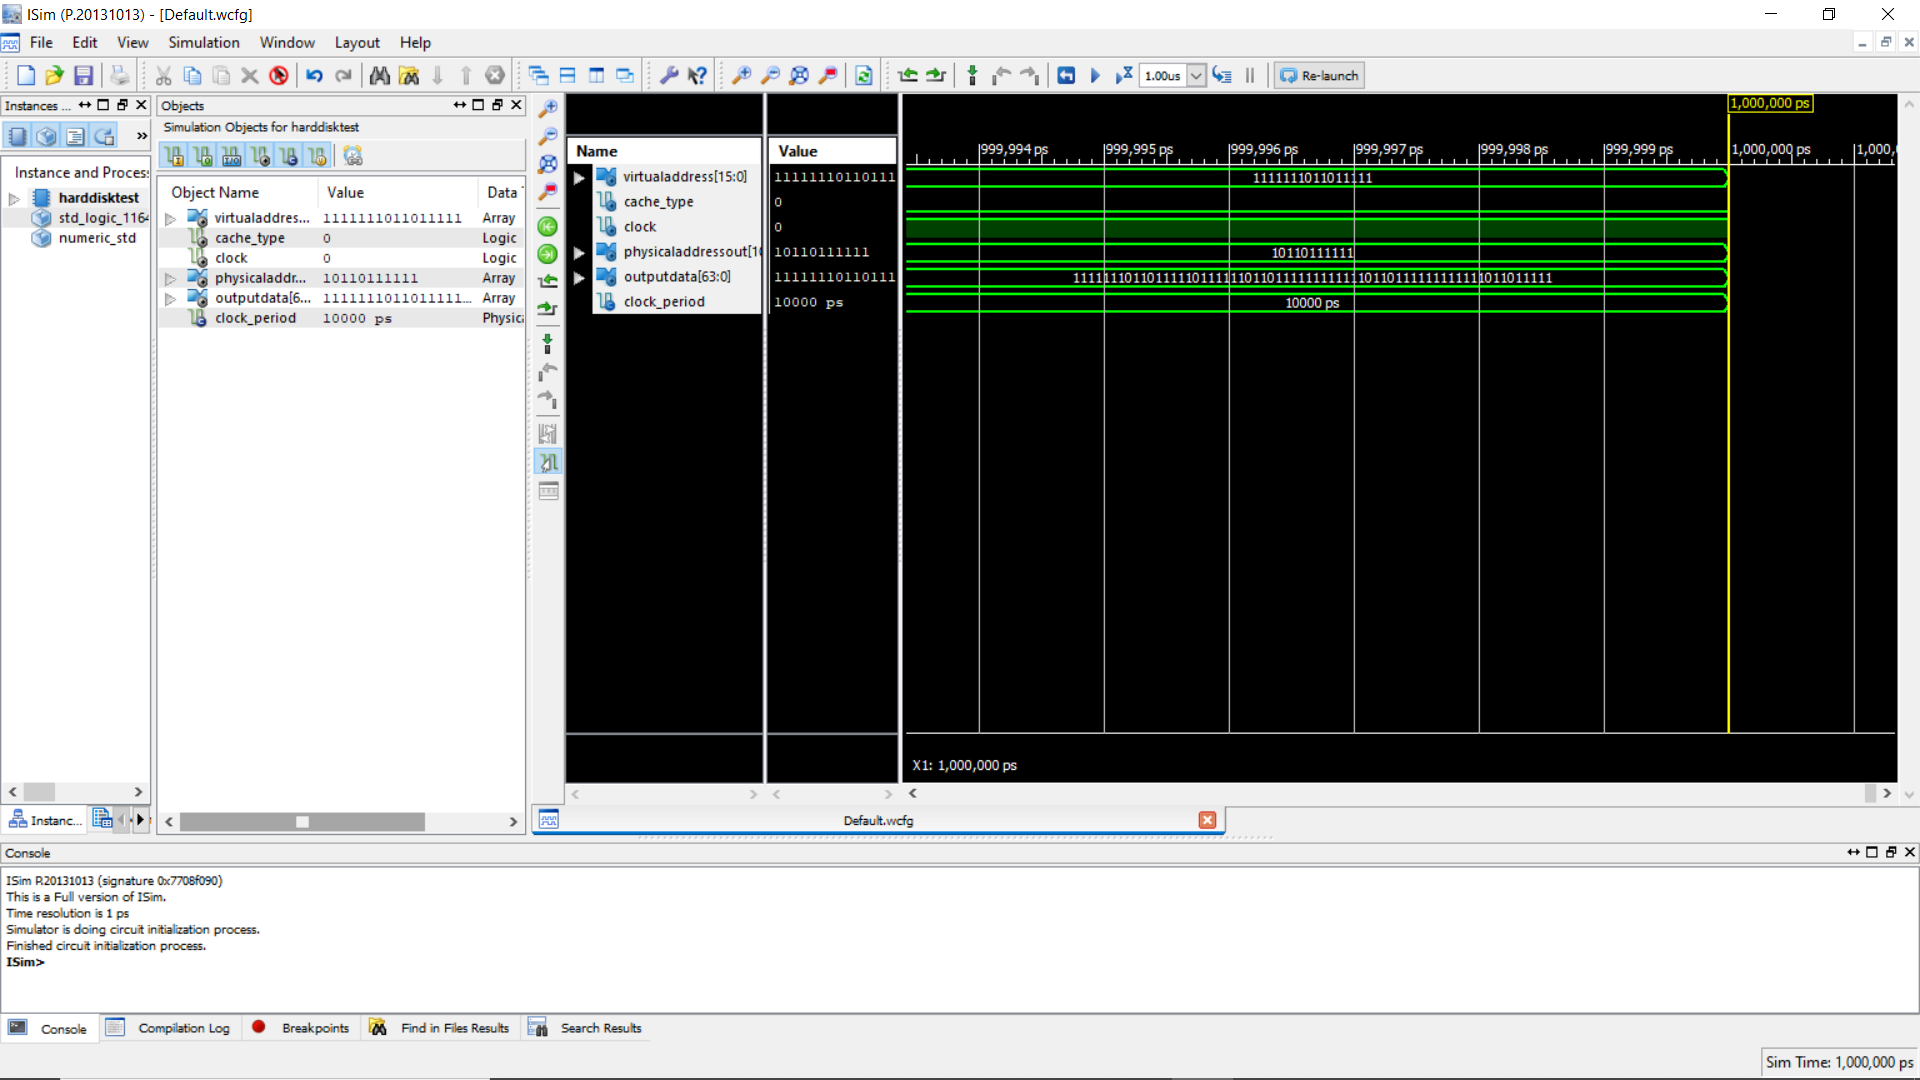 ISim (P.20131013) - [Default.wcfg]
File Edit View Simulation Window Layout Help
1.00us Re-launch
Instances ...
Objects
Simulation Objects for harddisktest
Instance and Process
harddisktest
std_logic_1164
numeric_std
Object Name Value Data T
virtualaddres... 1111111011011111 Array
cache_type 0 Logic
clock 0 Logic
physicaladdr... 10110111111 Array
outputdata[6... 1111111011011111... Array
clock_period 10000 ps Physica
Name Value
virtualaddress[15:0] 11111110110111
cache_type 0
clock 0
physicaladdressout[10 10110111111
outputdata[63:0] 11111110110111
clock_period 10000 ps
1,000,000 ps
999,994 ps 999,995 ps 999,996 ps 999,997 ps 999,998 ps 999,999 ps 1,000,000 ps 1,000,
1111111011011111
10110111111
10000 ps
X1: 1,000,000 ps
Instanc...
Default.wcfg
Console
ISim P.20131013 (signature 0x7708f090)
This is a Full version of ISim.
Time resolution is 1 ps
Simulator is doing circuit initialization process.
Finished circuit initialization process.
ISim>
Console Compilation Log Breakpoints Find in Files Results Search Results
Sim Time: 1,000,000 ps